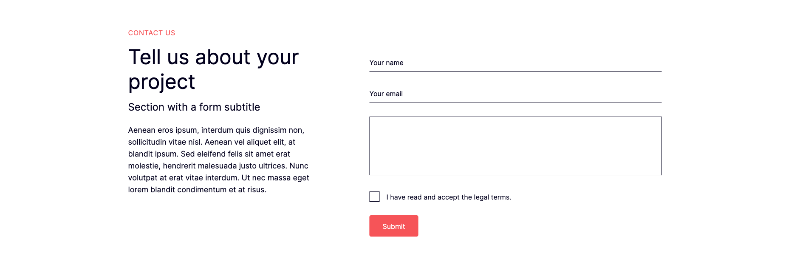 CONTACT US
Tell us about your
project
Section with a form subtitle
Aenean eros ipsum, interdum quis dignissim non,
sollicitudin vitae nisl. Aenean vel aliquet elit, at
blandit ipsum. Sed eleifend felis sit amet erat
molestie, hendrerit malesuada justo ultrices. Nunc
volutpat at erat vitae interdum. Ut nec massa eget
lorem blandit condimentum et at risus.
Your name
Your email
I have read and accept the legal terms.
Submit